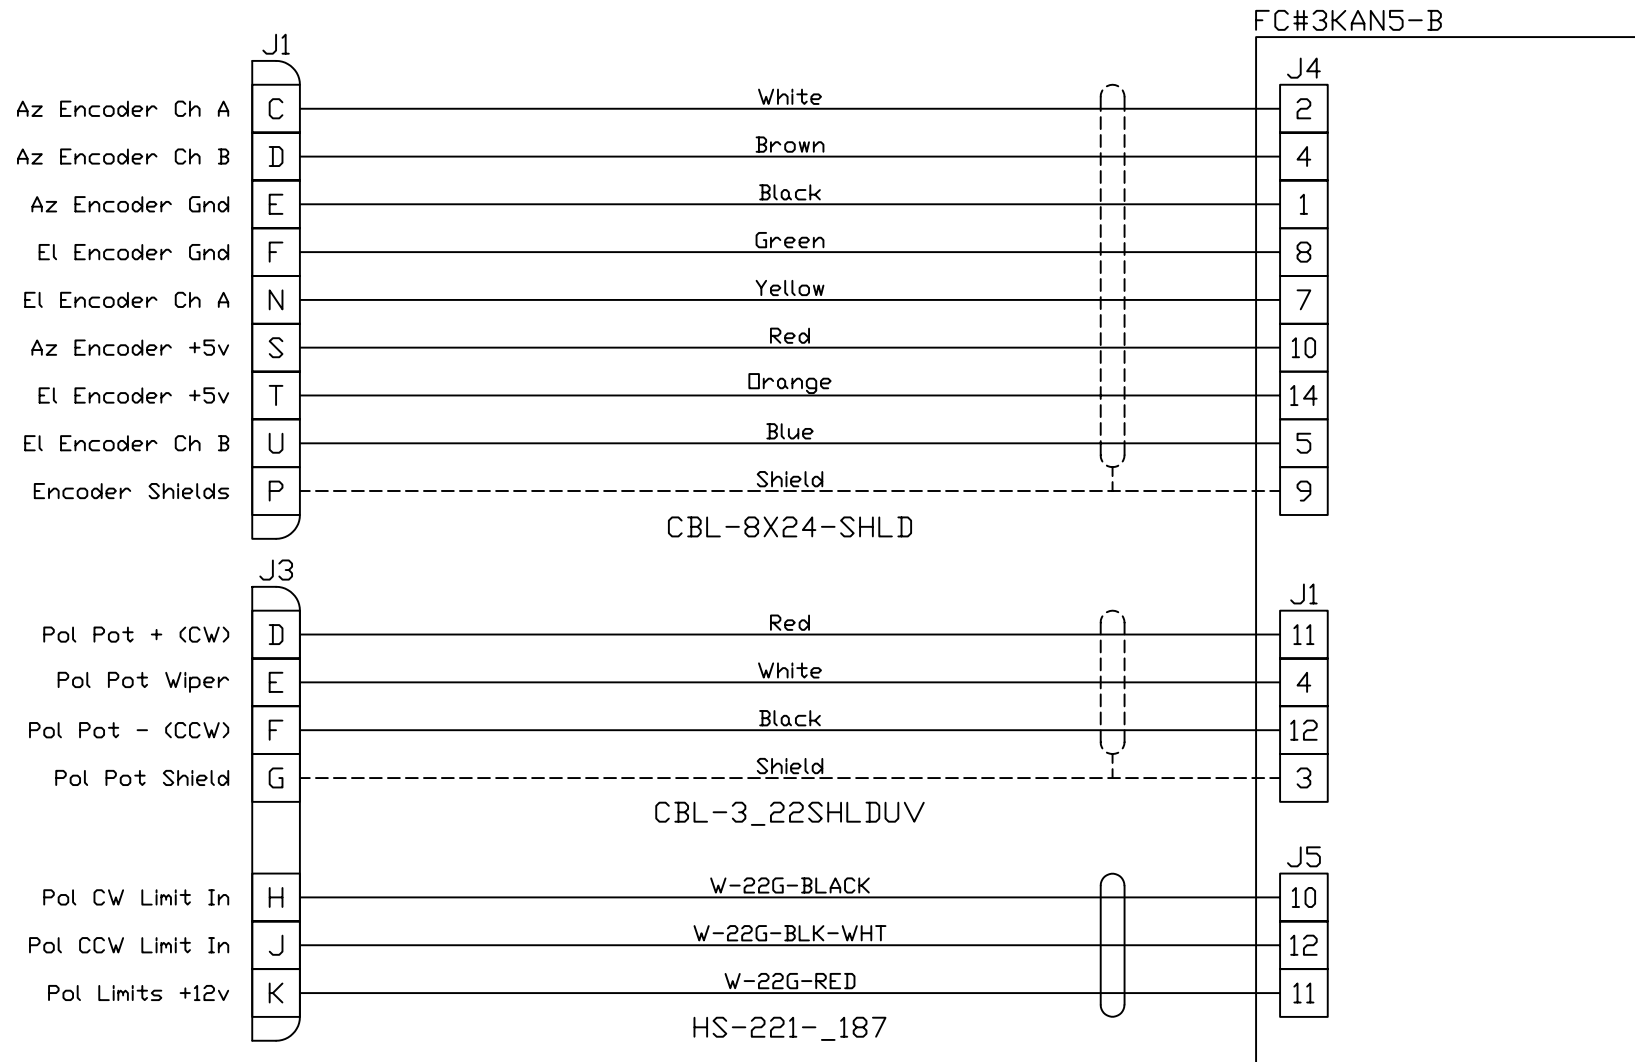 FC#3KAN5-B
J1 J4
Az Encoder Ch A C White 2
Az Encoder Ch B D Brown 4
Az Encoder Gnd E Black 1
El Encoder Gnd F Green 8
El Encoder Ch A N Yellow 7
Az Encoder +5v S Red 10
El Encoder +5v T Orange 14
El Encoder Ch B U Blue 5
Encoder Shields P Shield 9
CBL-8X24-SHLD
J3 J1
Pol Pot + (CW) D Red 11
Pol Pot Wiper E White 4
Pol Pot - (CCW) F Black 12
Pol Pot Shield G Shield 3
CBL-3_22SHLDUV
J5
Pol CW Limit In H W-22G-BLACK 10
Pol CCW Limit In J W-22G-BLK-WHT 12
Pol Limits +12v K W-22G-RED 11
HS-221-_187